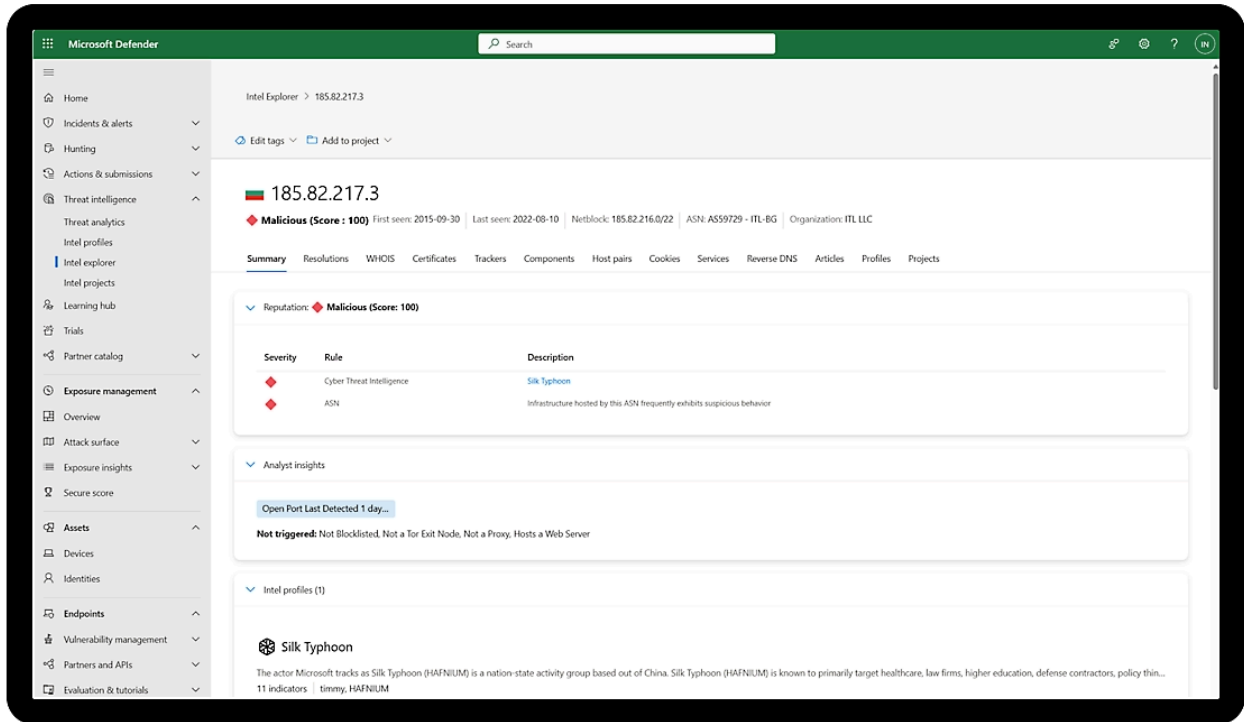 Microsoft Defender
Search
IN
Home
Incidents & alerts
Hunting
Actions & submissions
Threat intelligence
Threat analytics
Intel profiles
Intel explorer
Intel projects
Learning hub
Trials
Partner catalog
Exposure management
Overview
Attack surface
Exposure insights
Secure score
Assets
Devices
Identities
Endpoints
Vulnerability management
Partners and APIs
Evaluation & tutorials
Intel Explorer > 185.82.217.3
Edit tags Add to project
185.82.217.3
Malicious (Score : 100) First seen: 2015-09-30 | Last seen: 2022-08-10 | Netblock: 185.82.216.0/22 | ASN: AS59729 - ITL-BG | Organization: ITL LLC
Summary Resolutions WHOIS Certificates Trackers Components Host pairs Cookies Services Reverse DNS Articles Profiles Projects
Reputation: Malicious (Score: 100)
Severity Rule Description
Cyber Threat Intelligence Silk Typhoon
ASN Infrastructure hosted by this ASN frequently exhibits suspicious behavior
Analyst insights
Open Port Last Detected 1 day...
Not triggered: Not Blocklisted, Not a Tor Exit Node, Not a Proxy, Hosts a Web Server
Intel profiles (1)
Silk Typhoon
The actor Microsoft tracks as Silk Typhoon (HAFNIUM) is a nation-state activity group based out of China. Silk Typhoon (HAFNIUM) is known to primarily target healthcare, law firms, higher education, defense contractors, policy thin...
11 indicators | timmy, HAFNIUM